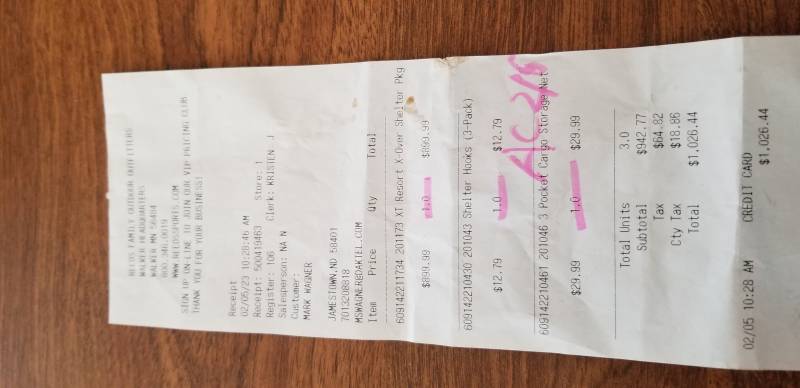 REEDS FAMILY OUTDOOR OUTFITTERS
WALKER HEADQUARTERS
WALKER MN 56484
800.346.0019
WWW.REEDSSPORTS.COM
SIGN UP ON-LINE TO JOIN OUR VIP PRICING CLUB
THANK YOU FOR YOUR BUSINESS!
Receipt
02/05/23 10:28:46 AM
Receipt: 500419463 Store: 1
Register: 106 Clerk: KRISTEN J
Salesperson: NA N
Customer:
MARK WAGNER
JAMESTOWN, ND 58401
7013208818
MSWAGNER@DAKTEL.COM
Item Price Qty Total
609142211734 201173 XT Resort X-Over Shelter Pkg
$899.99 1.0 $899.99
609142210430 201043 Shelter Hooks (3-Pack)
$12.79 1.0 $12.79
609142210461 201046 3 Pocket Cargo Storage Net
$29.99 1.0 $29.99
Total Units 3.0
Subtotal $942.77
Tax $64.82
Cty Tax $18.86
Total $1,026.44
02/05 10:28 AM CREDIT CARD
$1,026.44